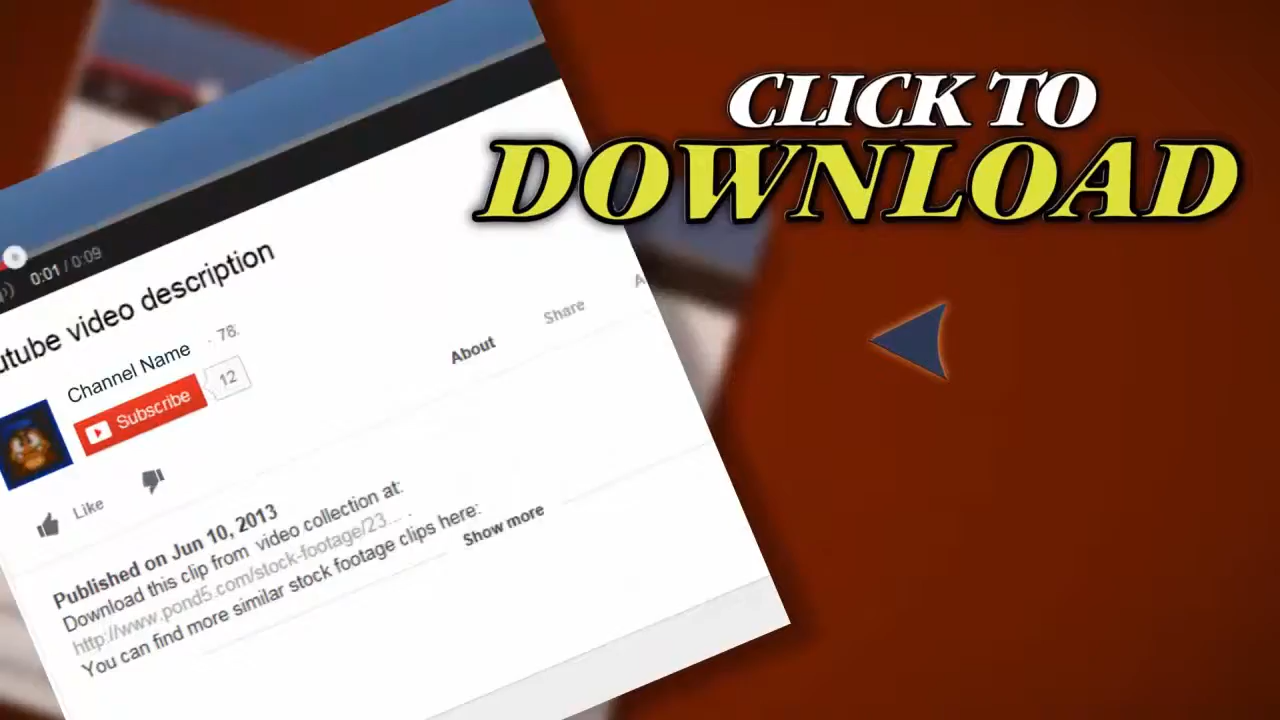 CLICK TO
DOWNLOAD
0:01 / 0:09
utube video description
Channel Name · 78
Subscribe 12
About Share A
Like
Published on Jun 10, 2013
Download this clip from video collection at:
http://www.pond5.com/stock-footage/23... .
You can find more similar stock footage clips here:
Show more